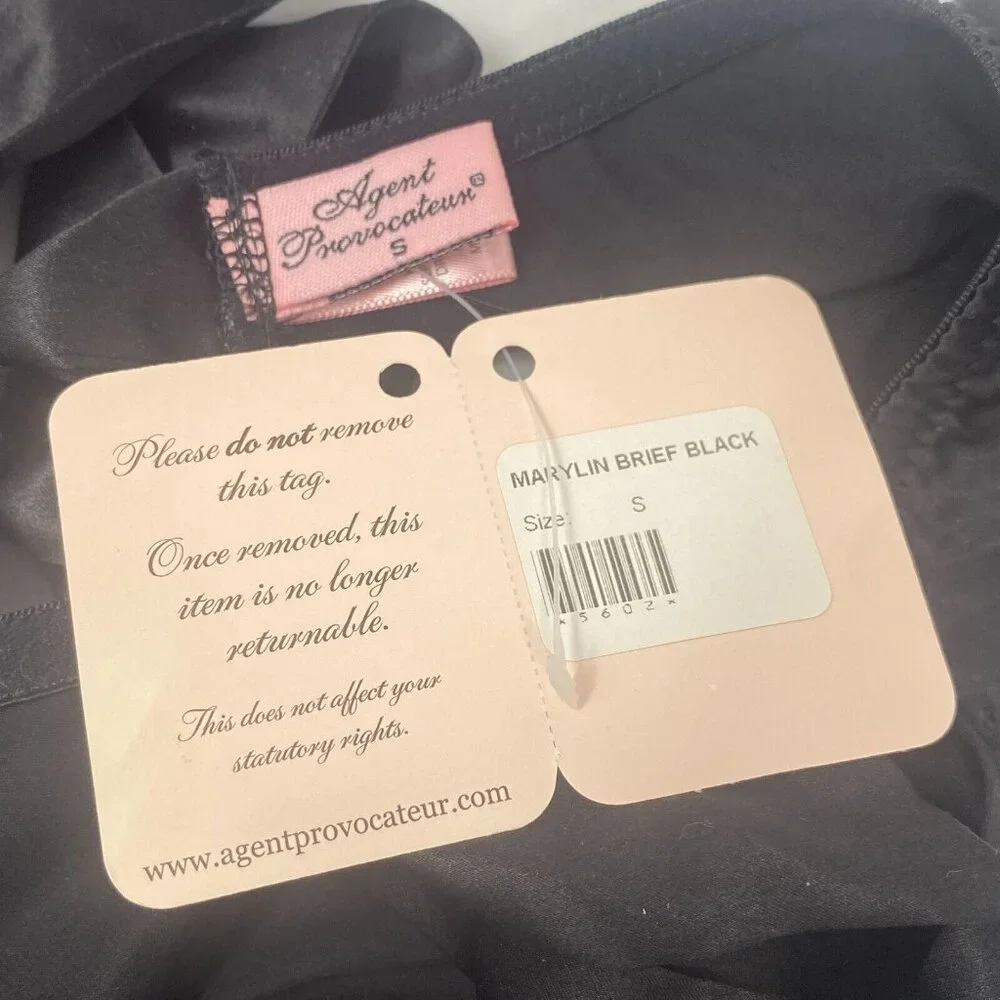 Agent
Provocateur®
S
Please do not remove
this tag.
Once removed, this
item is no longer
returnable.
This does not affect your
statutory rights.
www.agentprovocateur.com
MARYLIN BRIEF BLACK
Size: S
*5602*